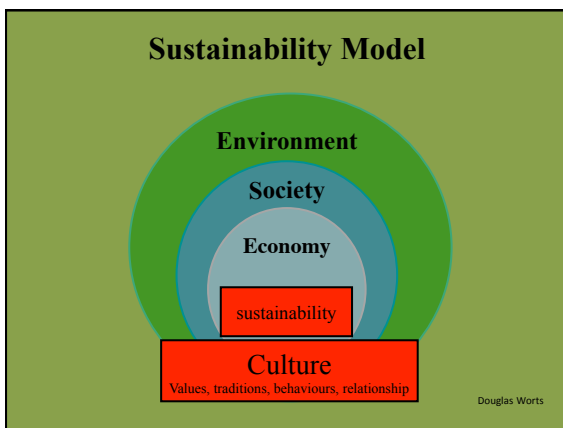 Sustainability Model
Environment
Society
Economy
sustainability
Culture
Values, traditions, behaviours, relationship
Douglas Worts